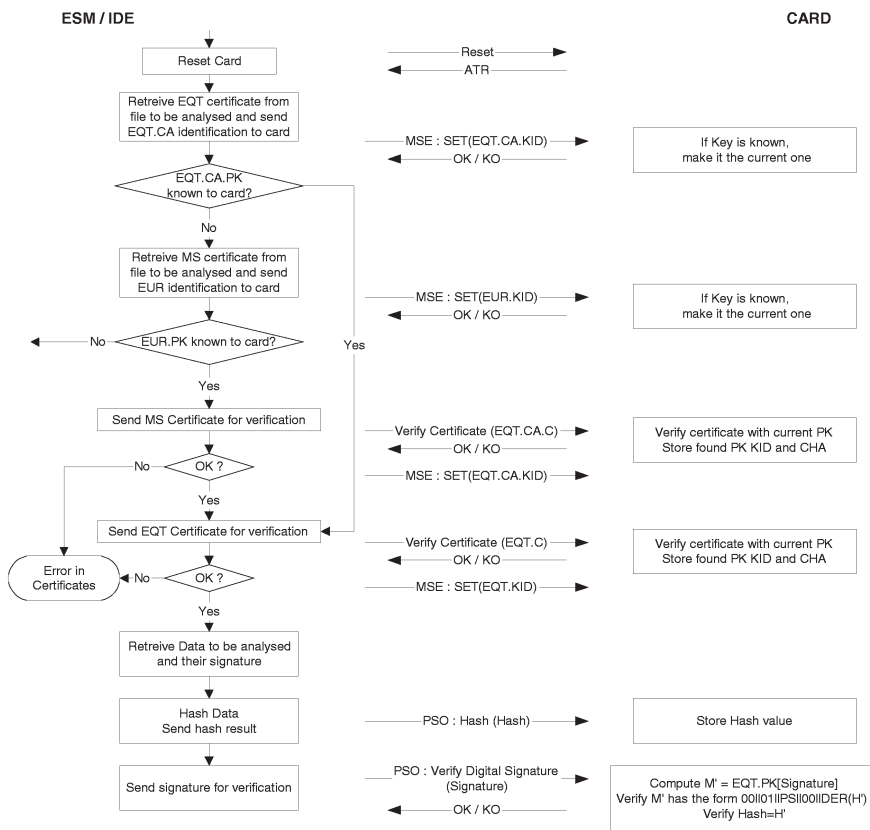 ESM / IDE
CARD
Reset Card
Reset
ATR
Retreive EQT certificate from
file to be analysed and send
EQT.CA identification to card
MSE : SET(EQT.CA.KID)
OK / KO
If Key is known,
make it the current one
EQT.CA.PK
known to card?
No
Yes
Retreive MS certificate from
file to be analysed and send
EUR identification to card
MSE : SET(EUR.KID)
OK / KO
If Key is known,
make it the current one
No
EUR.PK known to card?
Yes
Send MS Certificate for verification
Verify Certificate (EQT.CA.C)
OK / KO
MSE : SET(EQT.CA.KID)
Verify certificate with current PK
Store found PK KID and CHA
No
OK ?
Yes
Send EQT Certificate for verification
Verify Certificate (EQT.C)
OK / KO
MSE : SET(EQT.KID)
Verify certificate with current PK
Store found PK KID and CHA
Error in
Certificates
No
OK ?
Yes
Retreive Data to be analysed
and their signature
Hash Data
Send hash result
PSO : Hash (Hash)
Store Hash value
Send signature for verification
PSO : Verify Digital Signature
(Signature)
OK / KO
Compute M' = EQT.PK[Signature]
Verify M' has the form 00||01||PS||00||DER(H')
Verify Hash=H'